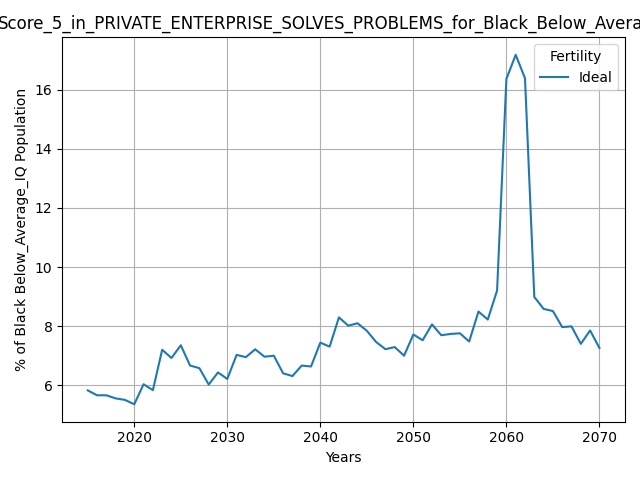 Score_5_in_PRIVATE_ENTERPRISE_SOLVES_PROBLEMS_for_Black_Below_Avera
Fertility
Ideal
% of Black Below_Average_IQ Population
16
14
12
10
8
6
2020 2030 2040 2050 2060 2070
Years